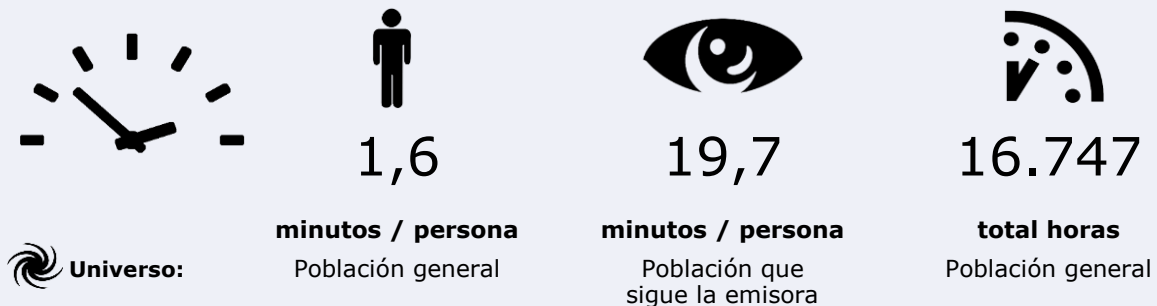 1,6
19,7
16.747
minutos / persona
minutos / persona
total horas
Universo:
Población general
Población que
sigue la emisora
Población general